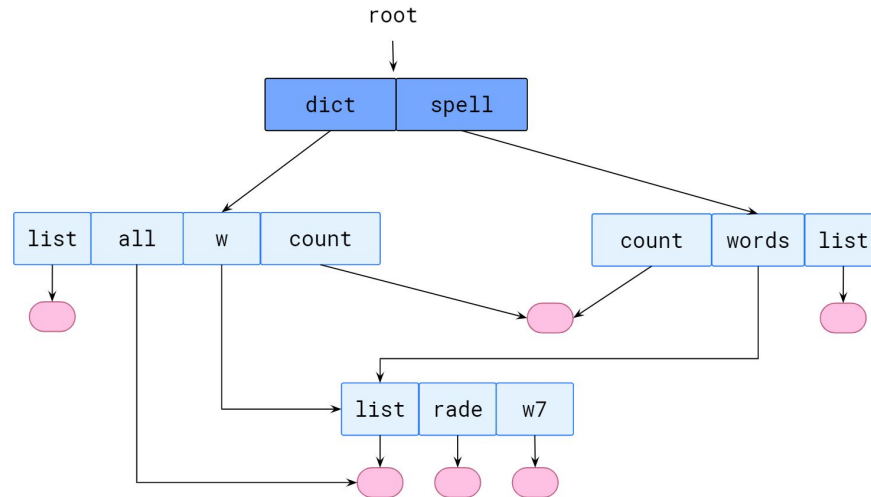 root
dict spell
list all w count
count words list
list rade w7